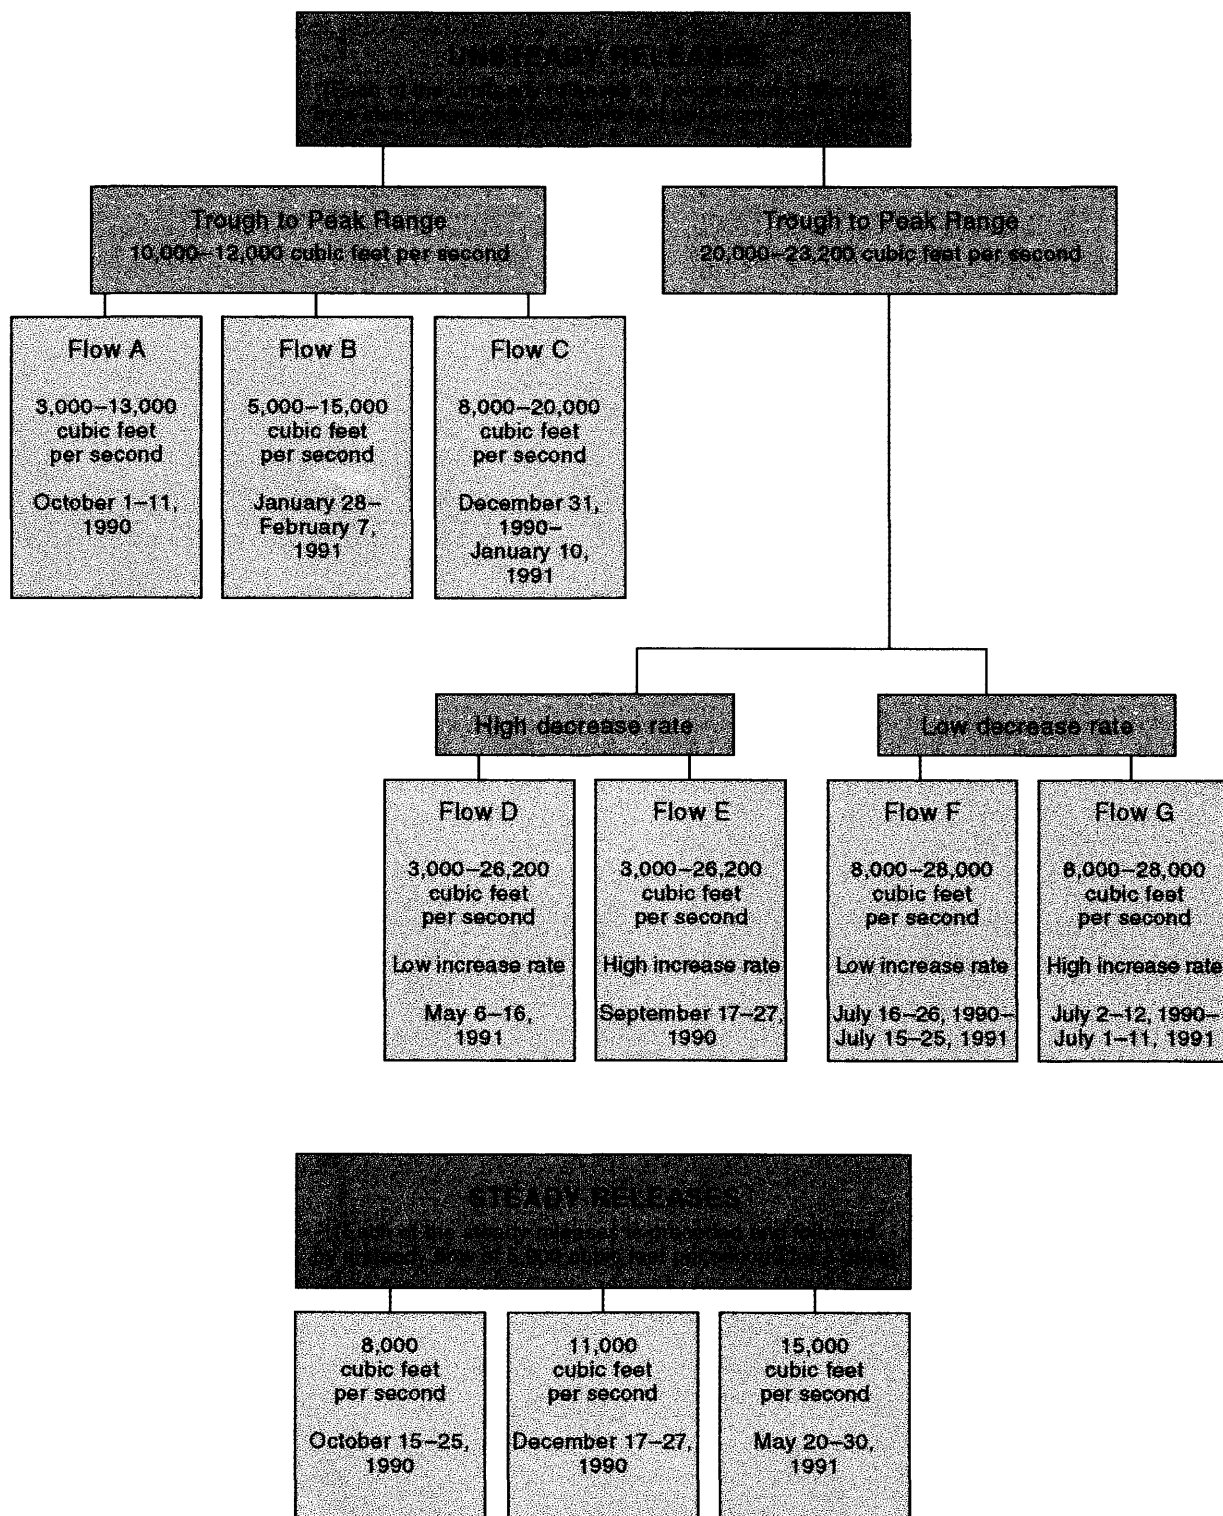 UNSTEADY RELEASES
Trough to Peak Range
10,000–12,000 cubic feet per second
Trough to Peak Range
20,000–23,200 cubic feet per second
Flow A
3,000–13,000
cubic feet
per second
October 1–11,
1990
Flow B
5,000–15,000
cubic feet
per second
January 28–
February 7,
1991
Flow C
8,000–20,000
cubic feet
per second
December 31,
1990–
January 10,
1991
High decrease rate
Low decrease rate
Flow D
3,000–26,200
cubic feet
per second
Low increase rate
May 6–16,
1991
Flow E
3,000–26,200
cubic feet
per second
High increase rate
September 17–27,
1990
Flow F
8,000–28,000
cubic feet
per second
Low increase rate
July 16–26, 1990–
July 15–25, 1991
Flow G
8,000–28,000
cubic feet
per second
High increase rate
July 2–12, 1990–
July 1–11, 1991
STEADY RELEASES
8,000
cubic feet
per second
October 15–25,
1990
11,000
cubic feet
per second
December 17–27,
1990
15,000
cubic feet
per second
May 20–30,
1991